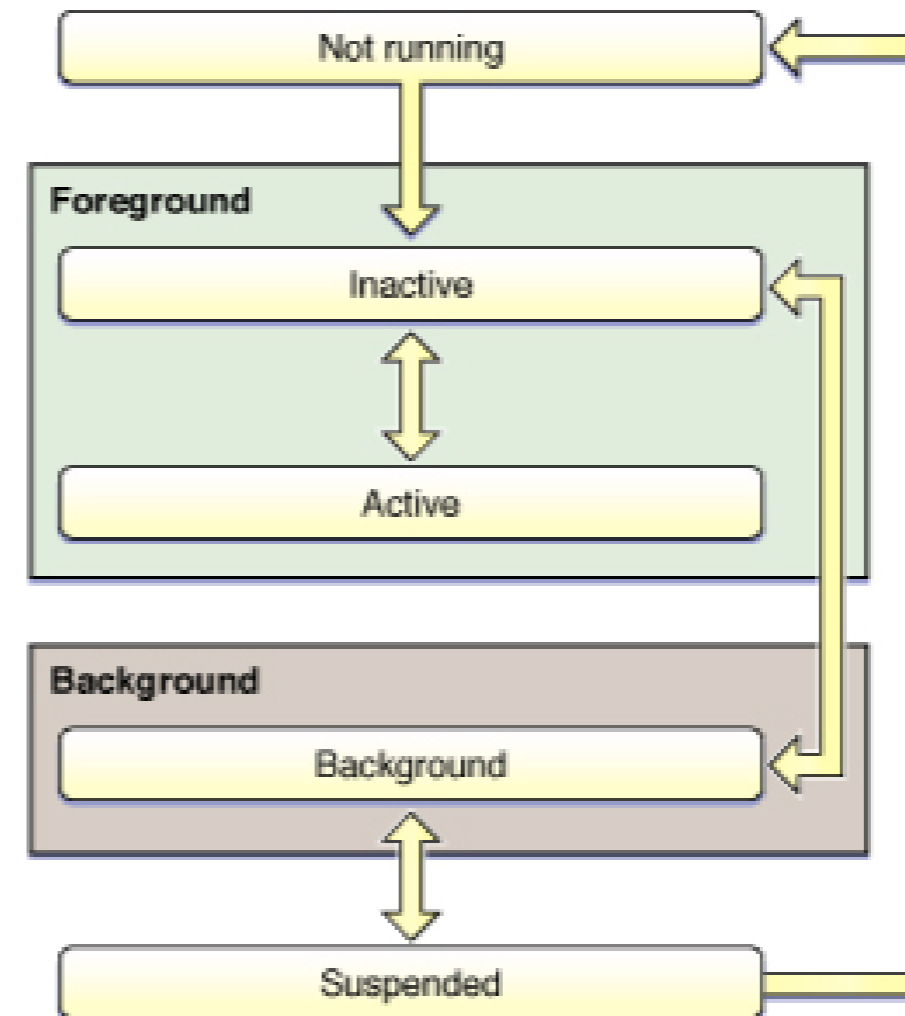 Not running
Foreground
Inactive
Active
Background
Background
Suspended